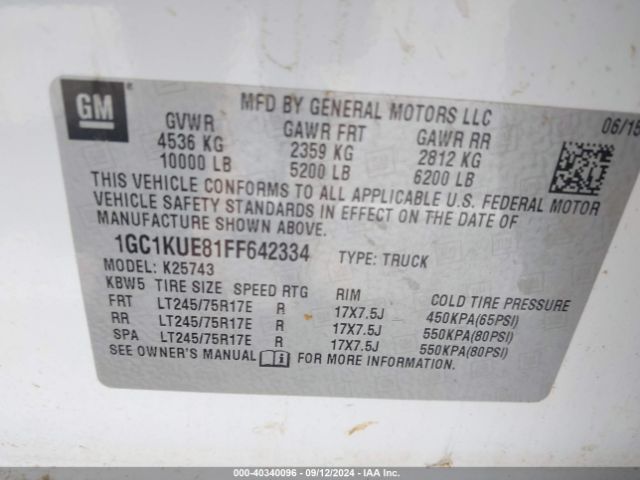 GM
MFD BY GENERAL MOTORS LLC
06/15
GVWR GAWR FRT GAWR RR
4536 KG 2359 KG 2812 KG
10000 LB 5200 LB 6200 LB
THIS VEHICLE CONFORMS TO ALL APPLICABLE U.S. FEDERAL MOTOR
VEHICLE SAFETY STANDARDS IN EFFECT ON THE DATE OF
MANUFACTURE SHOWN ABOVE.
1GC1KUE81FF642334 TYPE: TRUCK
MODEL: K25743
KBW5 TIRE SIZE SPEED RTG RIM COLD TIRE PRESSURE
FRT LT245/75R17E R 17X7.5J 450KPA(65PSI)
RR LT245/75R17E R 17X7.5J 550KPA(80PSI)
SPA LT245/75R17E R 17X7.5J 550KPA(80PSI)
SEE OWNER'S MANUAL i FOR MORE INFORMATION.
000-40340096 - 09/12/2024 - IAA Inc.